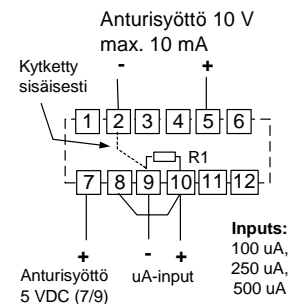 Anturisyöttö 10 V
max. 10 mA
Kytketty
sisäisesti
- +
1 2 3 4 5 6
R1
7 8 9 10 11 12
+ - +
Anturisyöttö
5 VDC (7/9)
uA-input
Inputs:
100 uA,
250 uA,
500 uA